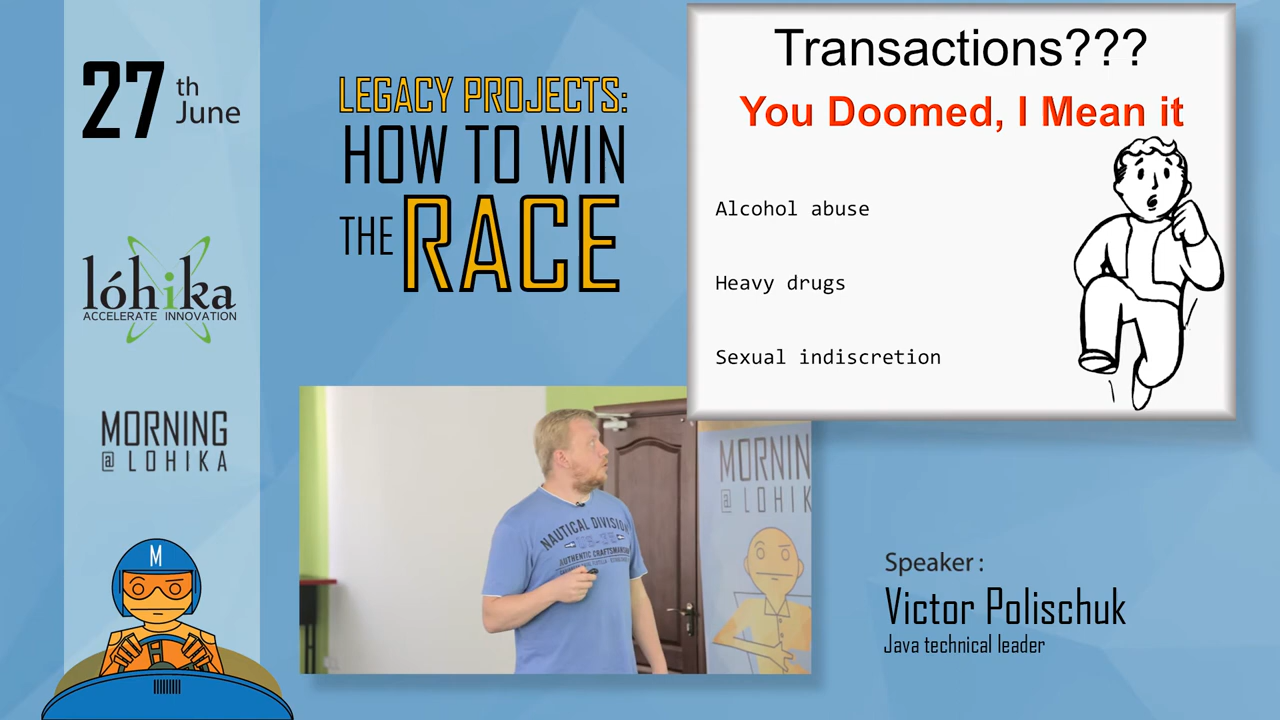 27
th
June
lóhika
ACCELERATE INNOVATION
MORNING
@ LOHIKA
M
LEGACY PROJECTS:
HOW TO WIN
THE RACE
Transactions???
You Doomed, I Mean it
Alcohol abuse
Heavy drugs
Sexual indiscretion
NAUTICAL DIVISION
AUTHENTIC CRAFTSMANSHIP
MORNIN
@ LOHIK
Speaker :
Victor Polischuk
Java technical leader